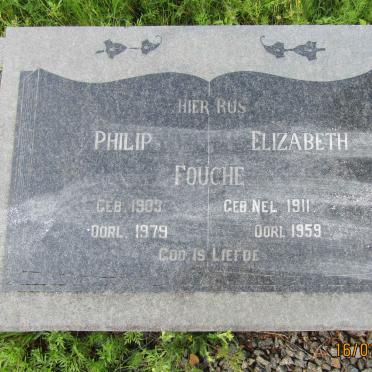 HIER RUS
PHILIP ELIZABETH
FOUCHE
GEB. 1903 GEB. NEL 1911.
OORL. 1979 OORL 1959
GOD IS LIEFDE
16/0